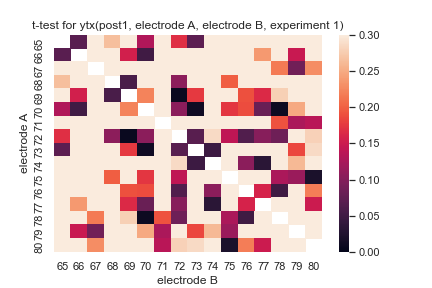 t-test for ytx(post1, electrode A, electrode B, experiment 1)
electrode A
65 66 67 68 69 70 71 72 73 74 75 76 77 78 79 80
65 66 67 68 69 70 71 72 73 74 75 76 77 78 79 80
electrode B
0.30
0.25
0.20
0.15
0.10
0.05
0.00